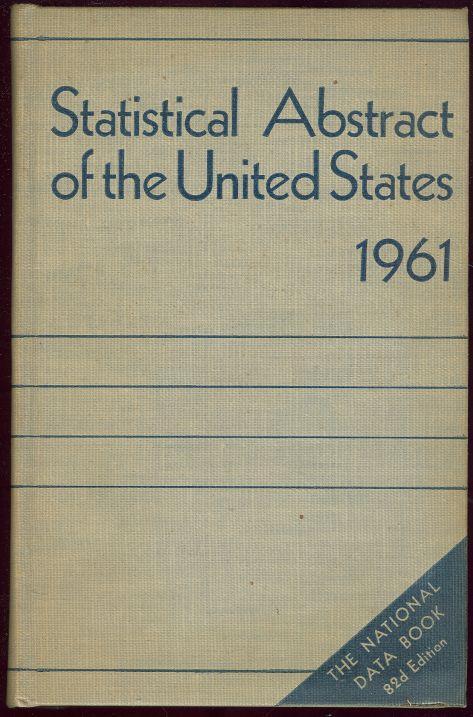 Statistical Abstract
of the United States
1961
THE NATIONAL
DATA BOOK
82d Edition